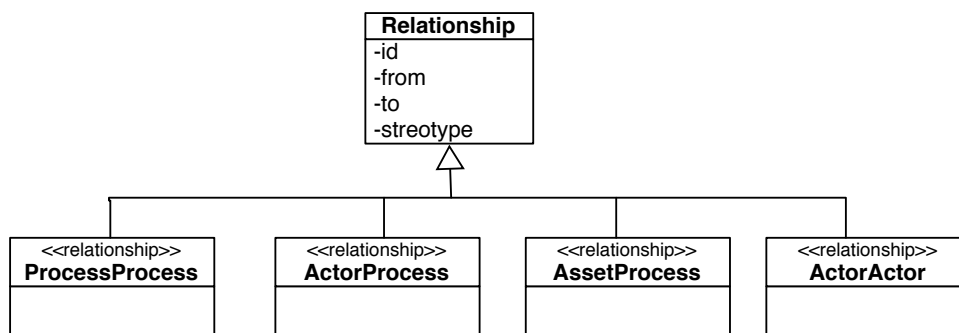 Relationship
-id
-from
-to
-streotype
<<relationship>>
ProcessProcess
<<relationship>>
ActorProcess
<<relationship>>
AssetProcess
<<relationship>>
ActorActor